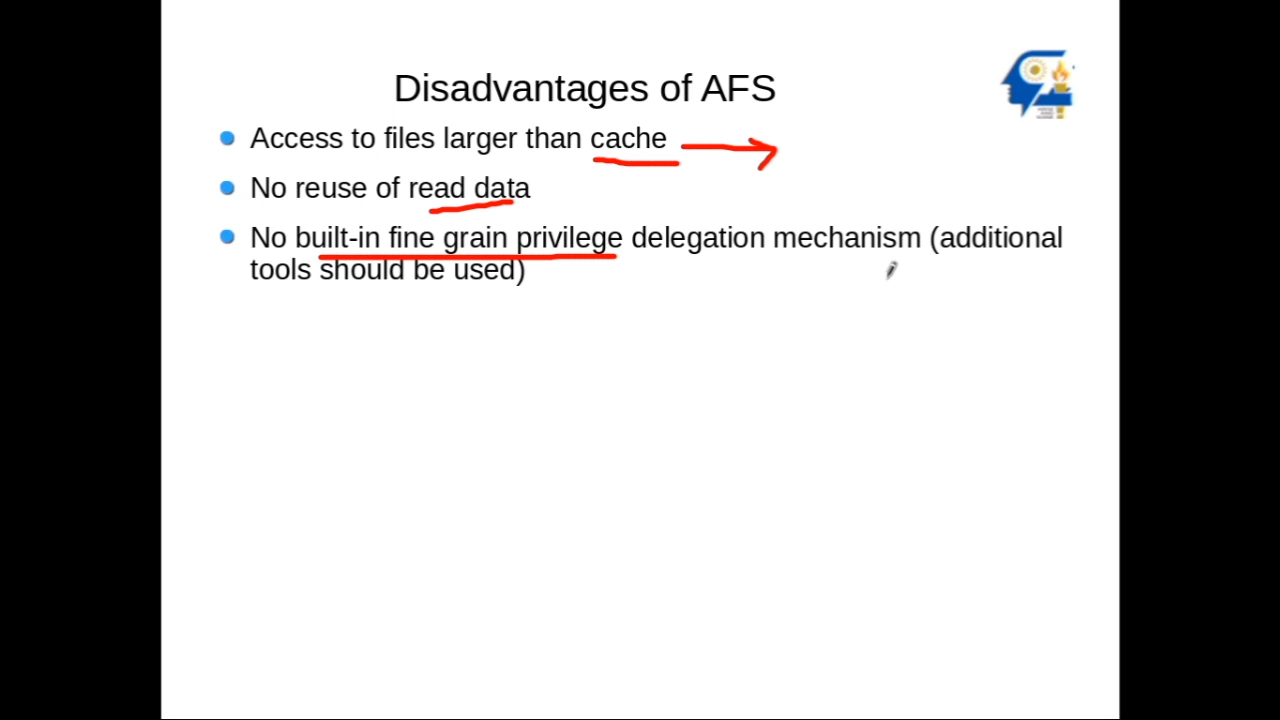 Disadvantages of AFS
Access to files larger than cache
No reuse of read data
No built-in fine grain privilege delegation mechanism (additional
tools should be used)